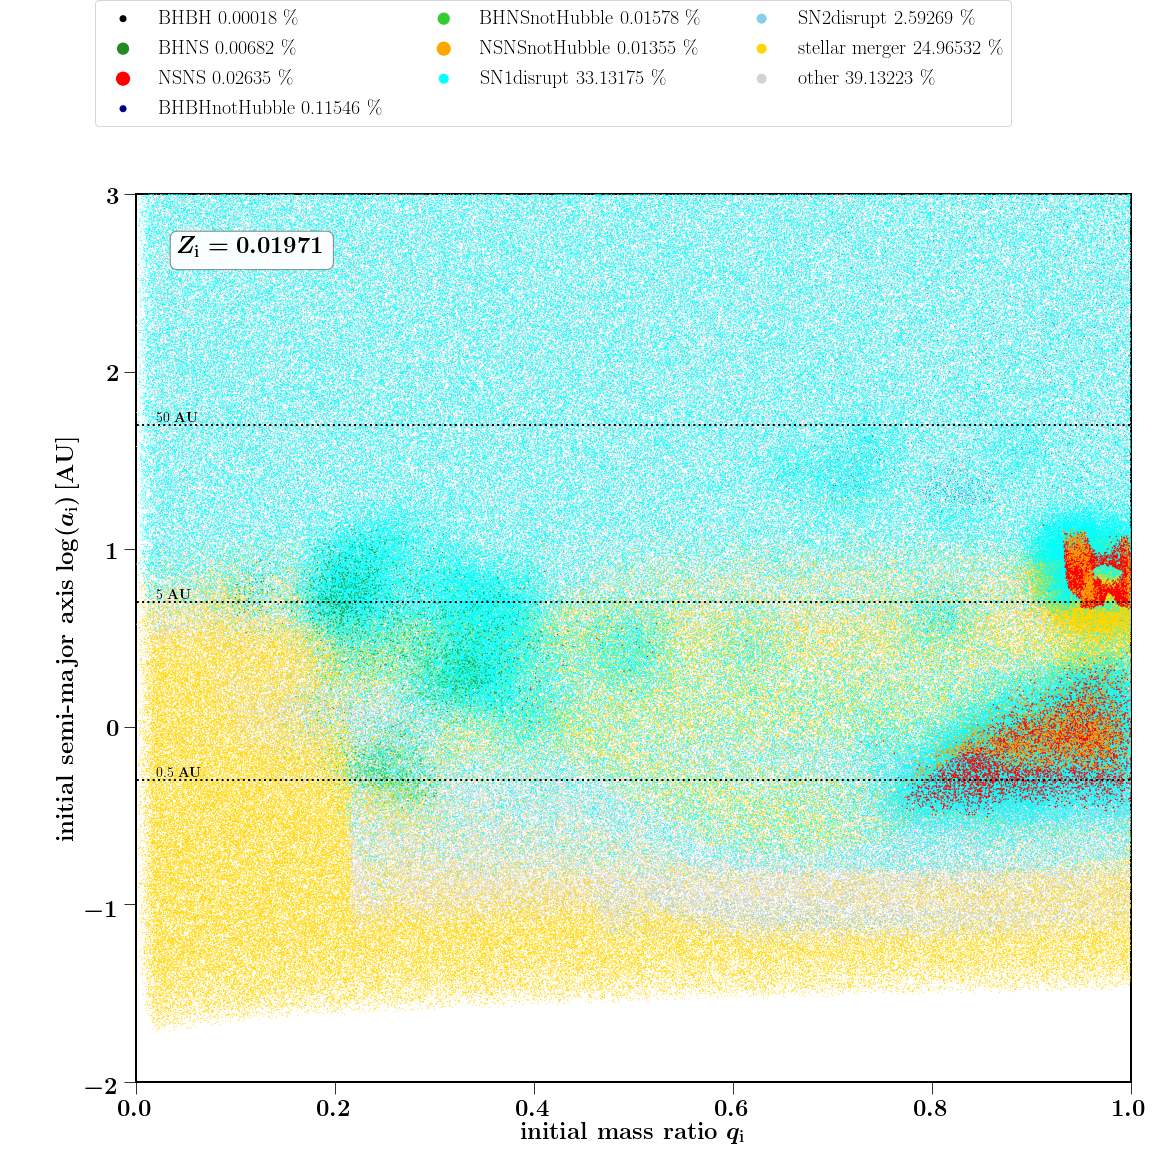 BHBH 0.00018 %
BHNS 0.00682 %
NSNS 0.02635 %
BHBHnotHubble 0.11546 %
BHNSnotHubble 0.01578 %
NSNSnotHubble 0.01355 %
SN1disrupt 33.13175 %
SN2disrupt 2.59269 %
stellar merger 24.96532 %
other 39.13223 %
3
2
1
0
−1
−2
initial semi-major axis log(aᵢ) [AU]
Zᵢ = 0.01971
50 AU
5 AU
0.5 AU
0.0 0.2 0.4 0.6 0.8 1.0
initial mass ratio qᵢ